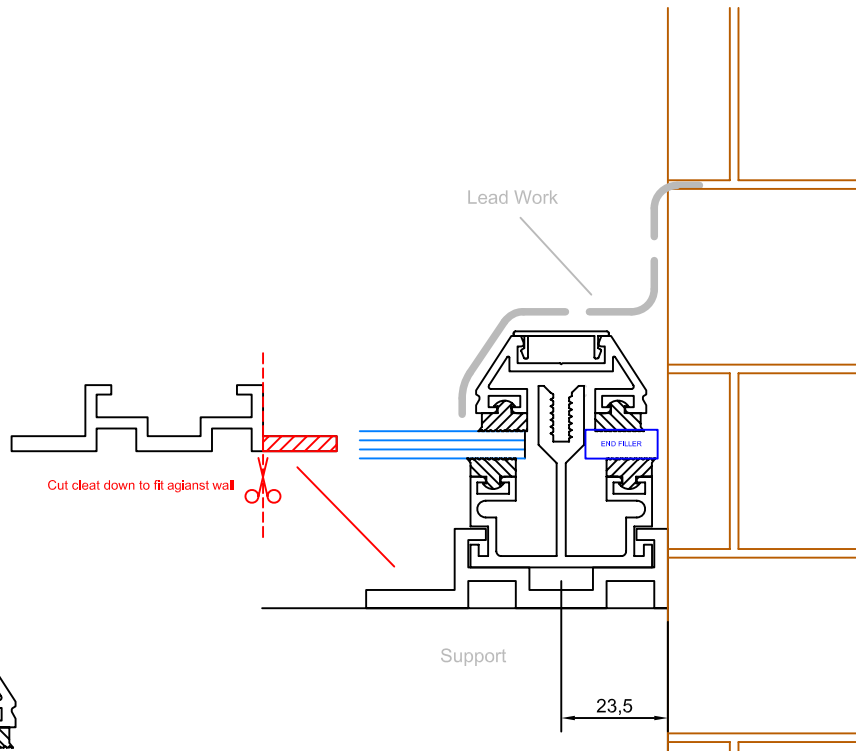 Lead Work
END FILLER
Cut cleat down to fit agianst wall
Support
23,5